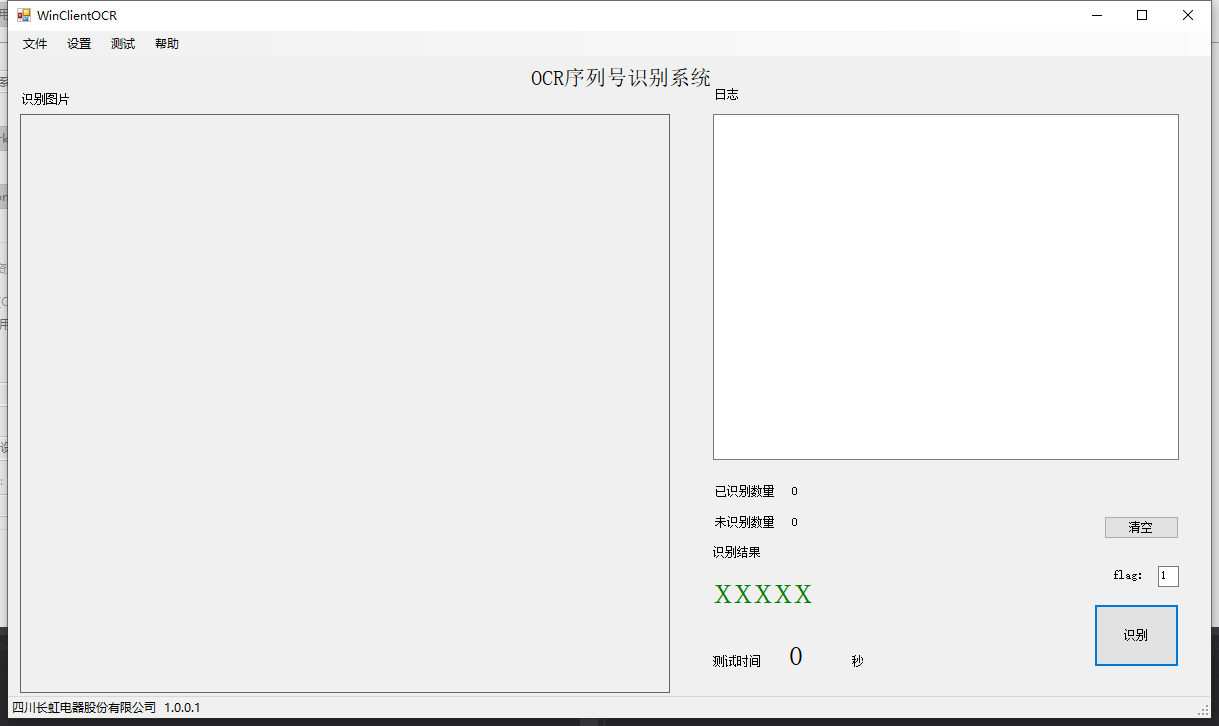 WinClientOCR
文件 设置 测试 帮助
OCR序列号识别系统
识别图片
日志
已识别数量 0
未识别数量 0
清空
识别结果
flag: 1
XXXXX
识别
测试时间 0 秒
四川长虹电器股份有限公司 1.0.0.1